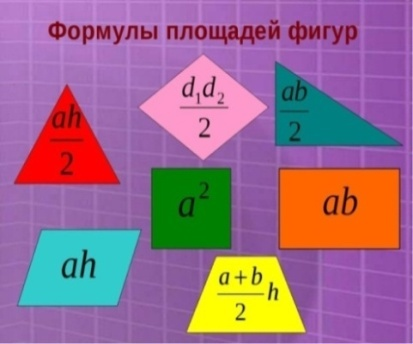 Формулы площадей фигур
d₁d₂/2
ab/2
ah/2
a²
ab
ah
(a+b)/2 h